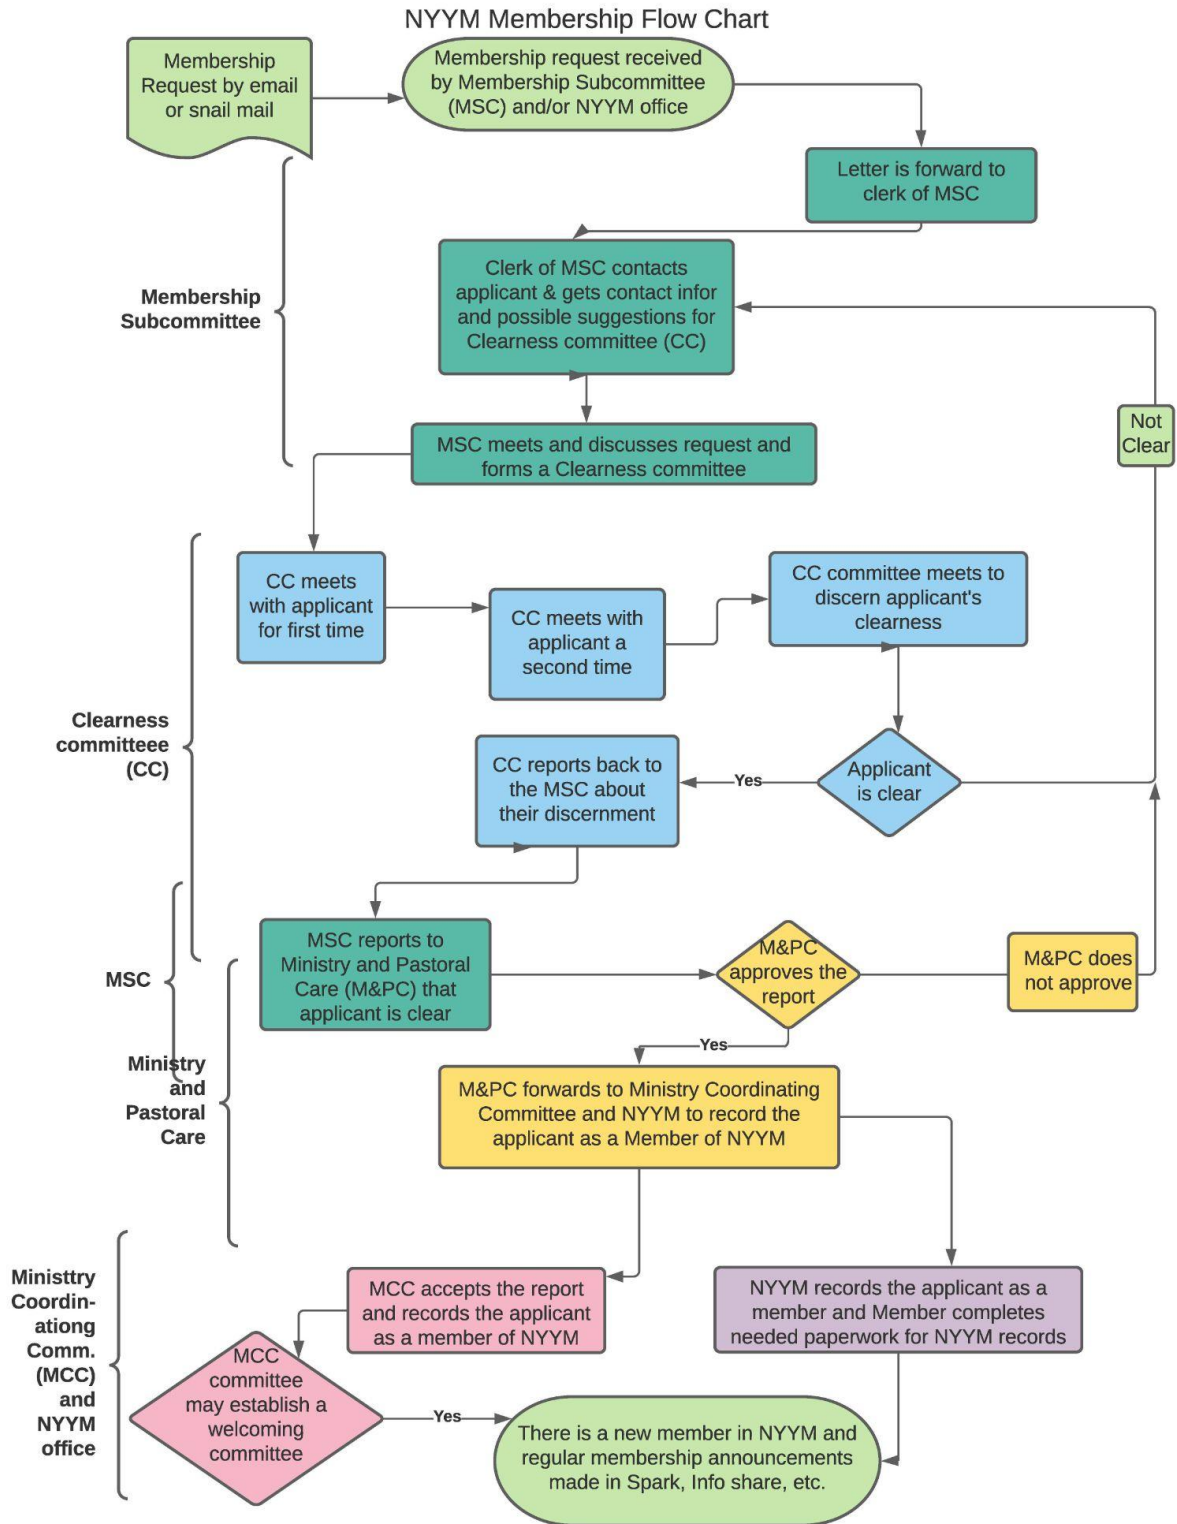 NYYM Membership Flow Chart
Membership
Request by email
or snail mail
Membership request received
by Membership Subcommittee
(MSC) and/or NYYM office
Letter is forward to
clerk of MSC
Clerk of MSC contacts
applicant & gets contact infor
and possible suggestions for
Clearness committee (CC)
Membership
Subcommittee
Not
Clear
MSC meets and discusses request and
forms a Clearness committee
CC meets
with applicant
for first time
CC meets with
applicant a
second time
CC committee meets to
discern applicant's
clearness
Clearness
committeee
(CC)
Applicant
is clear
Yes
CC reports back to
the MSC about
their discernment
MSC
MSC reports to
Ministry and Pastoral
Care (M&PC) that
applicant is clear
M&PC
approves the
report
M&PC does
not approve
Yes
Ministry
and
Pastoral
Care
M&PC forwards to Ministry Coordinating
Committee and NYYM to record the
applicant as a Member of NYYM
Ministtry
Coordin-
ationg
Comm.
(MCC)
and
NYYM
office
MCC accepts the report
and records the applicant
as a member of NYYM
NYYM records the applicant as a
member and Member completes
needed paperwork for NYYM records
MCC
committee
may establish a
welcoming
committee
Yes
There is a new member in NYYM and
regular membership announcements
made in Spark, Info share, etc.